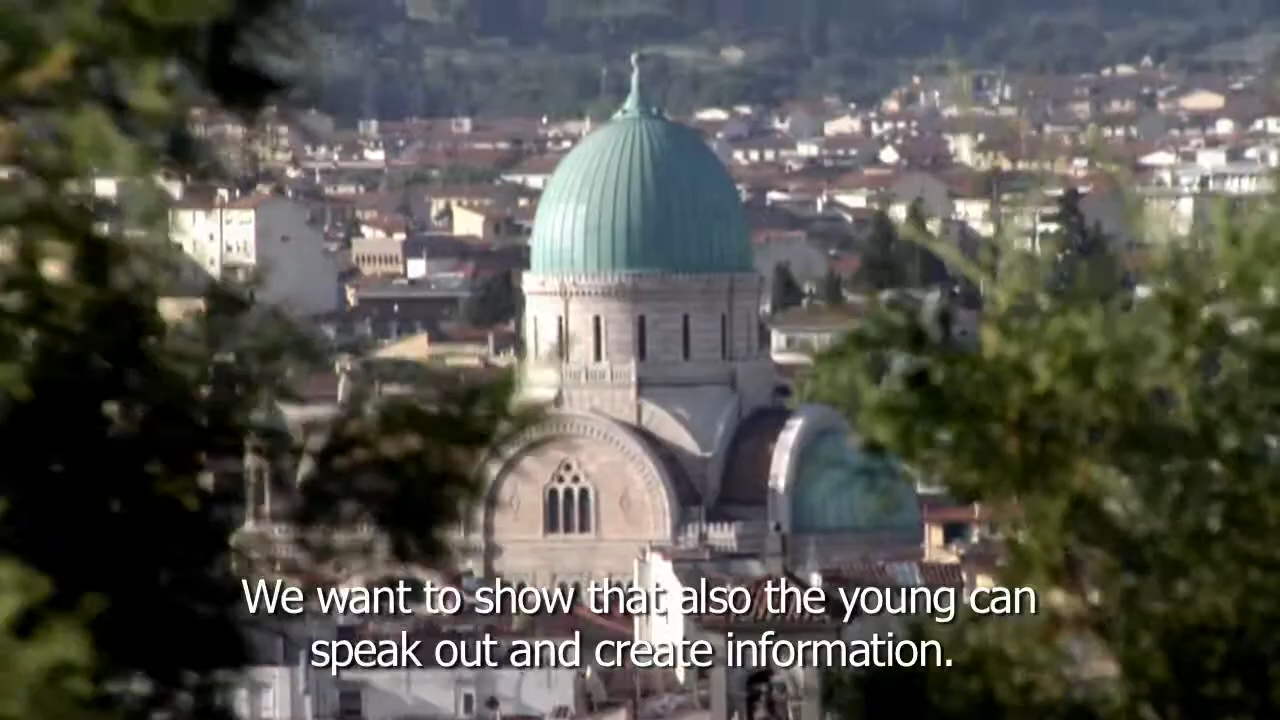 We want to show that also the young can
speak out and create information.